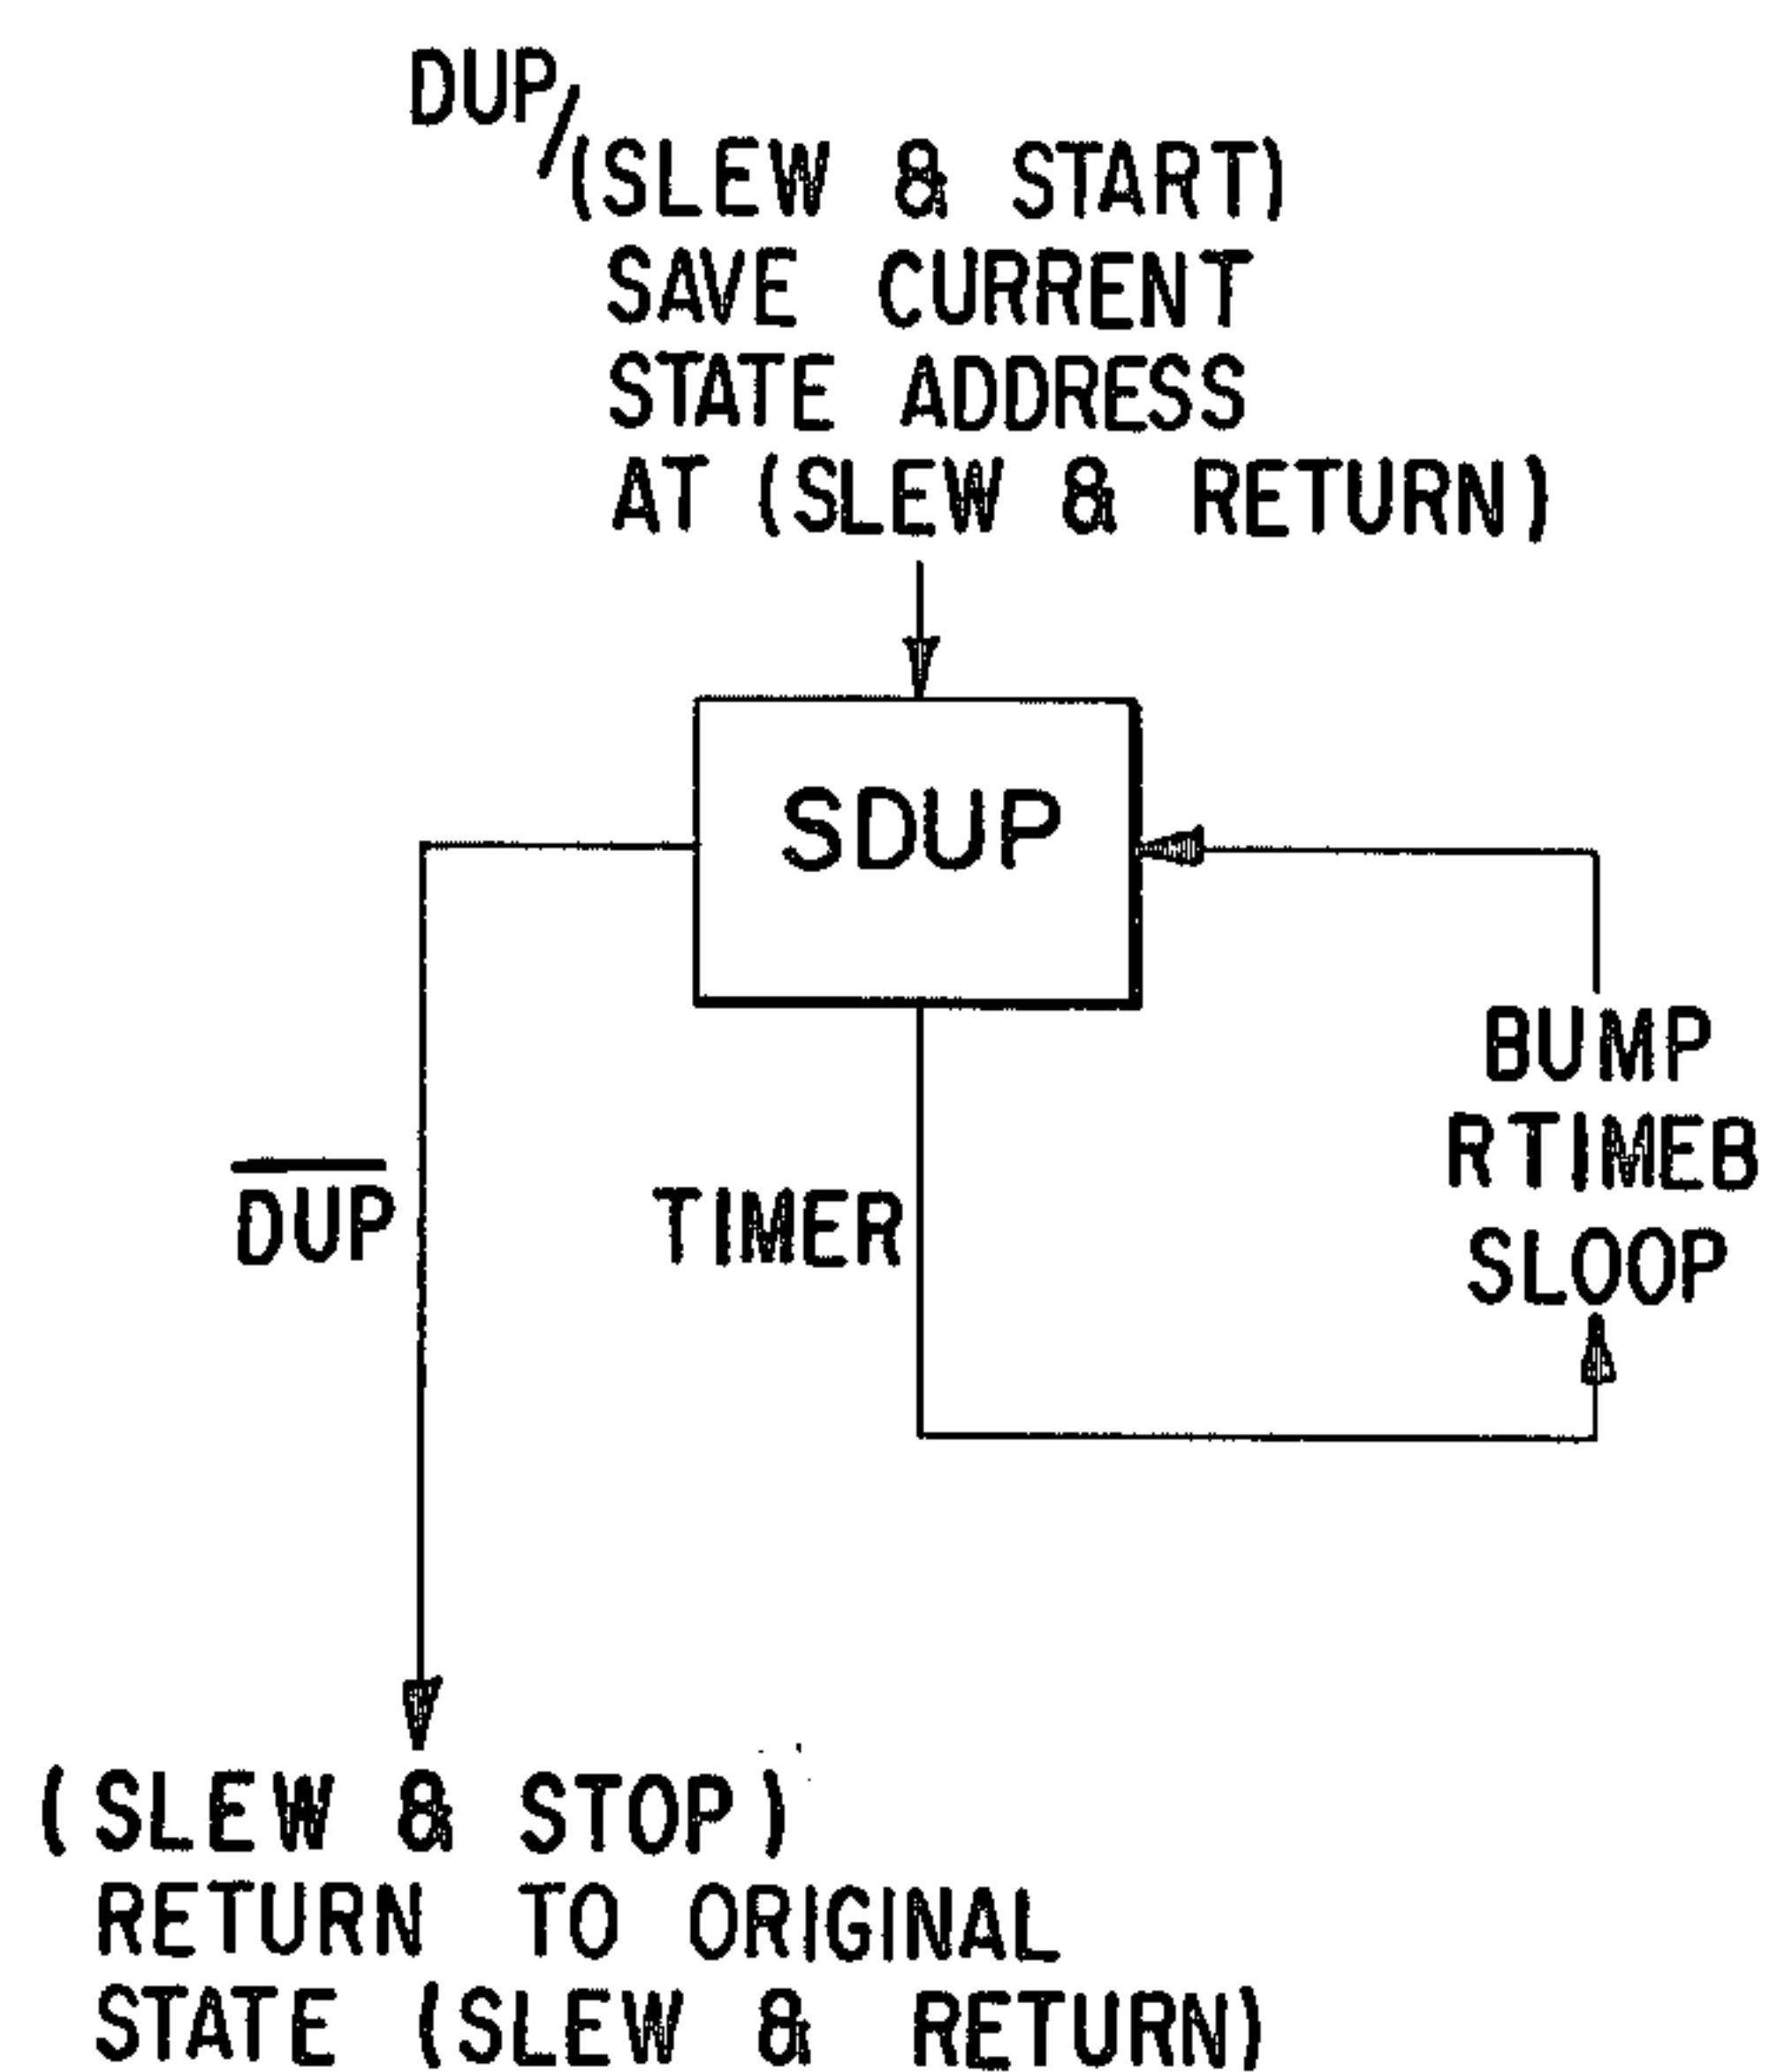 DUP/(SLEW & START)
SAVE CURRENT
STATE ADDRESS
AT (SLEW & RETURN)
SDUP
BUMP
RTIMEB
SLOOP
D̅U̅P̅
TIMER
(SLEW & STOP)
RETURN TO ORIGINAL
STATE (SLEW & RETURN)